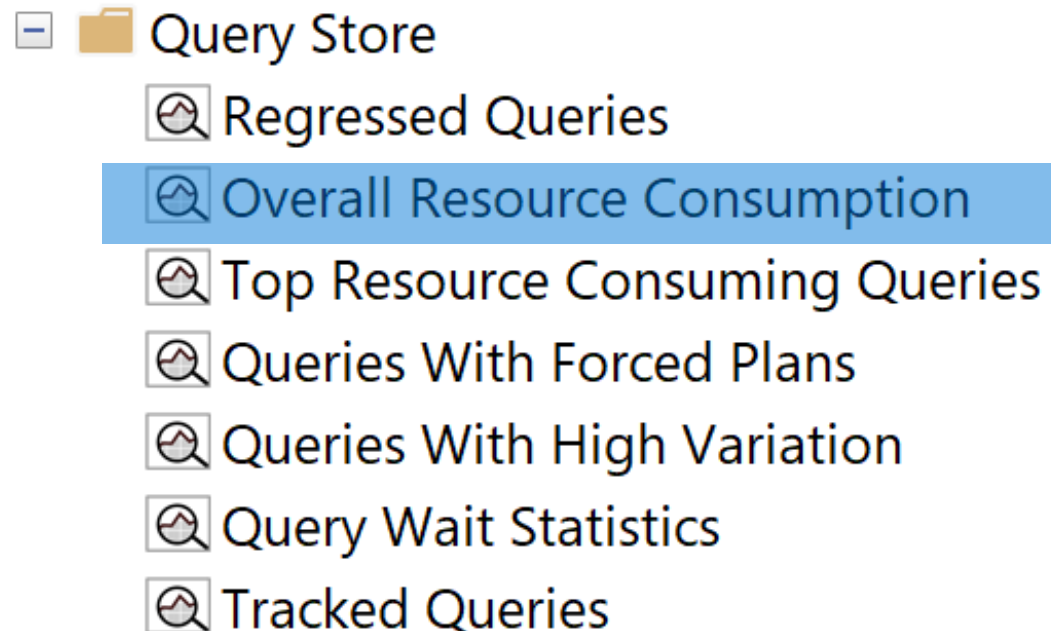 Query Store
Regressed Queries
Overall Resource Consumption
Top Resource Consuming Queries
Queries With Forced Plans
Queries With High Variation
Query Wait Statistics
Tracked Queries